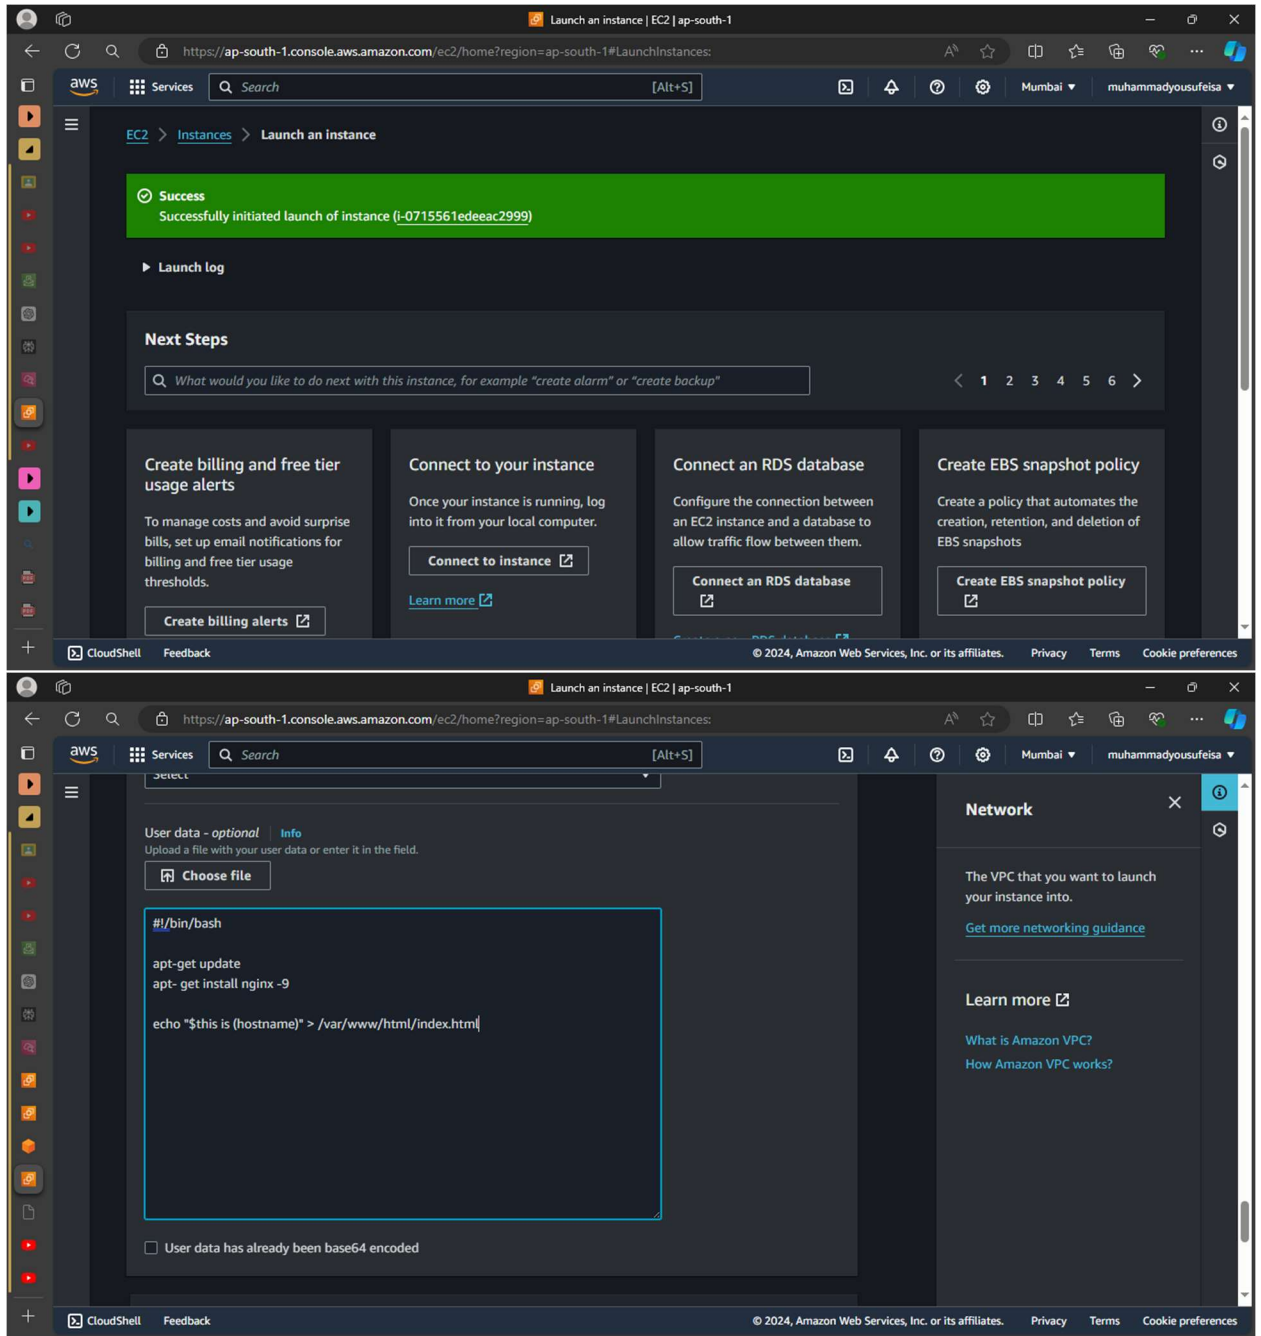 Launch an instance | EC2 | ap-south-1
https://ap-south-1.console.aws.amazon.com/ec2/home?region=ap-south-1#LaunchInstances:
aws
Services
Search
[Alt+S]
Mumbai
muhammadyousufeisa
EC2 > Instances > Launch an instance
Success
Successfully initiated launch of instance (i-0715561edeeac2999)
Launch log
Next Steps
What would you like to do next with this instance, for example "create alarm" or "create backup"
1 2 3 4 5 6
Create billing and free tier
usage alerts
To manage costs and avoid surprise
bills, set up email notifications for
billing and free tier usage
thresholds.
Create billing alerts
Connect to your instance
Once your instance is running, log
into it from your local computer.
Connect to instance
Learn more
Connect an RDS database
Configure the connection between
an EC2 instance and a database to
allow traffic flow between them.
Connect an RDS database
Create EBS snapshot policy
Create a policy that automates the
creation, retention, and deletion of
EBS snapshots
Create EBS snapshot policy
CloudShell
Feedback
© 2024, Amazon Web Services, Inc. or its affiliates.
Privacy
Terms
Cookie preferences
Launch an instance | EC2 | ap-south-1
https://ap-south-1.console.aws.amazon.com/ec2/home?region=ap-south-1#LaunchInstances:
aws
Services
Search
[Alt+S]
Mumbai
muhammadyousufeisa
Select
User data - optional | Info
Upload a file with your user data or enter it in the field.
Choose file
#!/bin/bash
apt-get update
apt- get install nginx -9
echo "$this is (hostname)" > /var/www/html/index.html
User data has already been base64 encoded
Network
The VPC that you want to launch
your instance into.
Get more networking guidance
Learn more
What is Amazon VPC?
How Amazon VPC works?
CloudShell
Feedback
© 2024, Amazon Web Services, Inc. or its affiliates.
Privacy
Terms
Cookie preferences